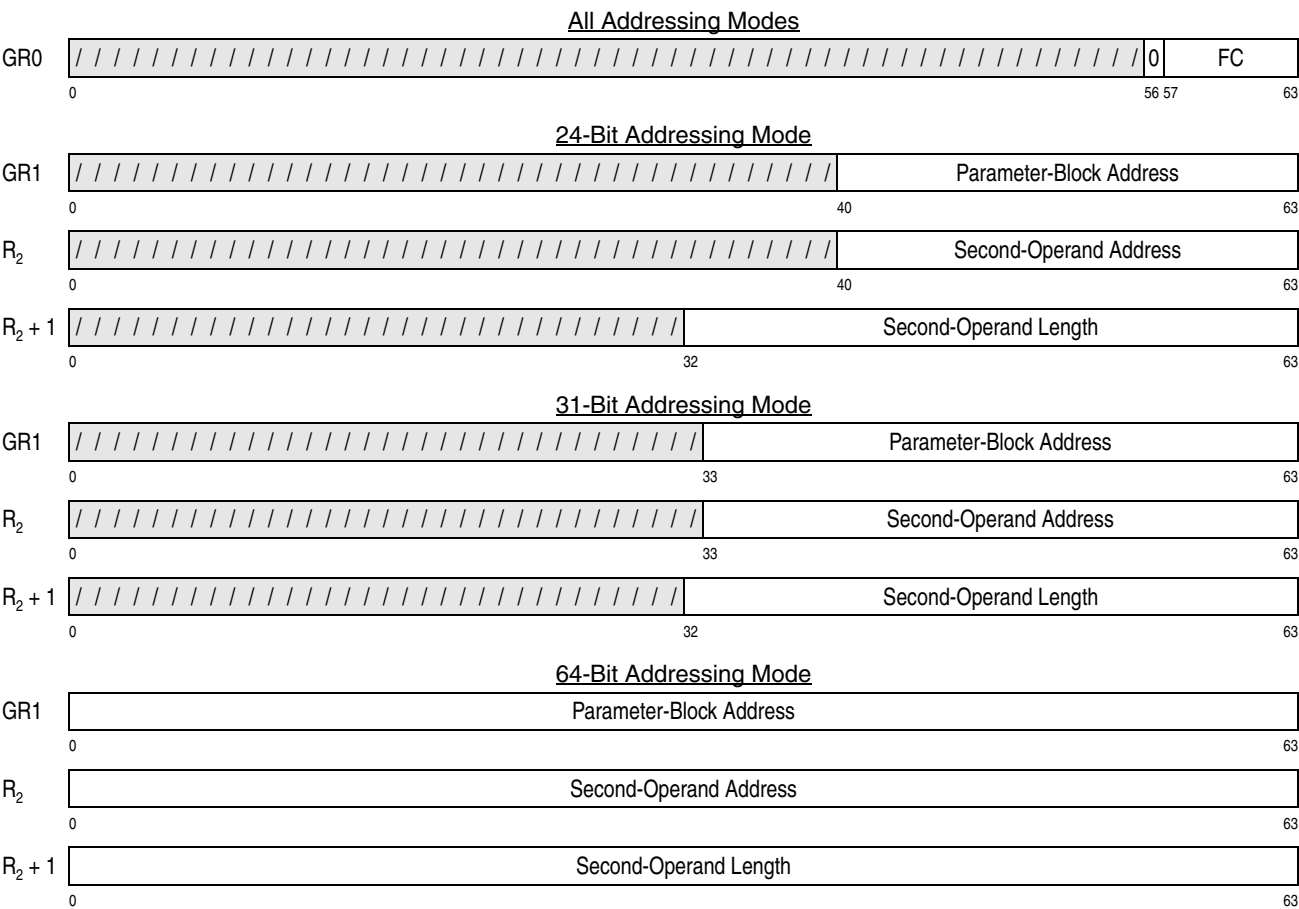 All Addressing Modes
GR0 / / / / / / / / / / / / / / / / / / / / / / / / / / / / / / / / / / / / / / / / / / / / / / / / / / / / / / / / 0 FC
0 56 57 63
24-Bit Addressing Mode
GR1 / / / / / / / / / / / / / / / / / / / / / / / / / / / / / / / / / / / / / / / / Parameter-Block Address
0 40 63
R₂ / / / / / / / / / / / / / / / / / / / / / / / / / / / / / / / / / / / / / / / / Second-Operand Address
0 40 63
R₂ + 1 / / / / / / / / / / / / / / / / / / / / / / / / / / / / / / / / Second-Operand Length
0 32 63
31-Bit Addressing Mode
GR1 / / / / / / / / / / / / / / / / / / / / / / / / / / / / / / / / / Parameter-Block Address
0 33 63
R₂ / / / / / / / / / / / / / / / / / / / / / / / / / / / / / / / / / Second-Operand Address
0 33 63
R₂ + 1 / / / / / / / / / / / / / / / / / / / / / / / / / / / / / / / / Second-Operand Length
0 32 63
64-Bit Addressing Mode
GR1 Parameter-Block Address
0 63
R₂ Second-Operand Address
0 63
R₂ + 1 Second-Operand Length
0 63